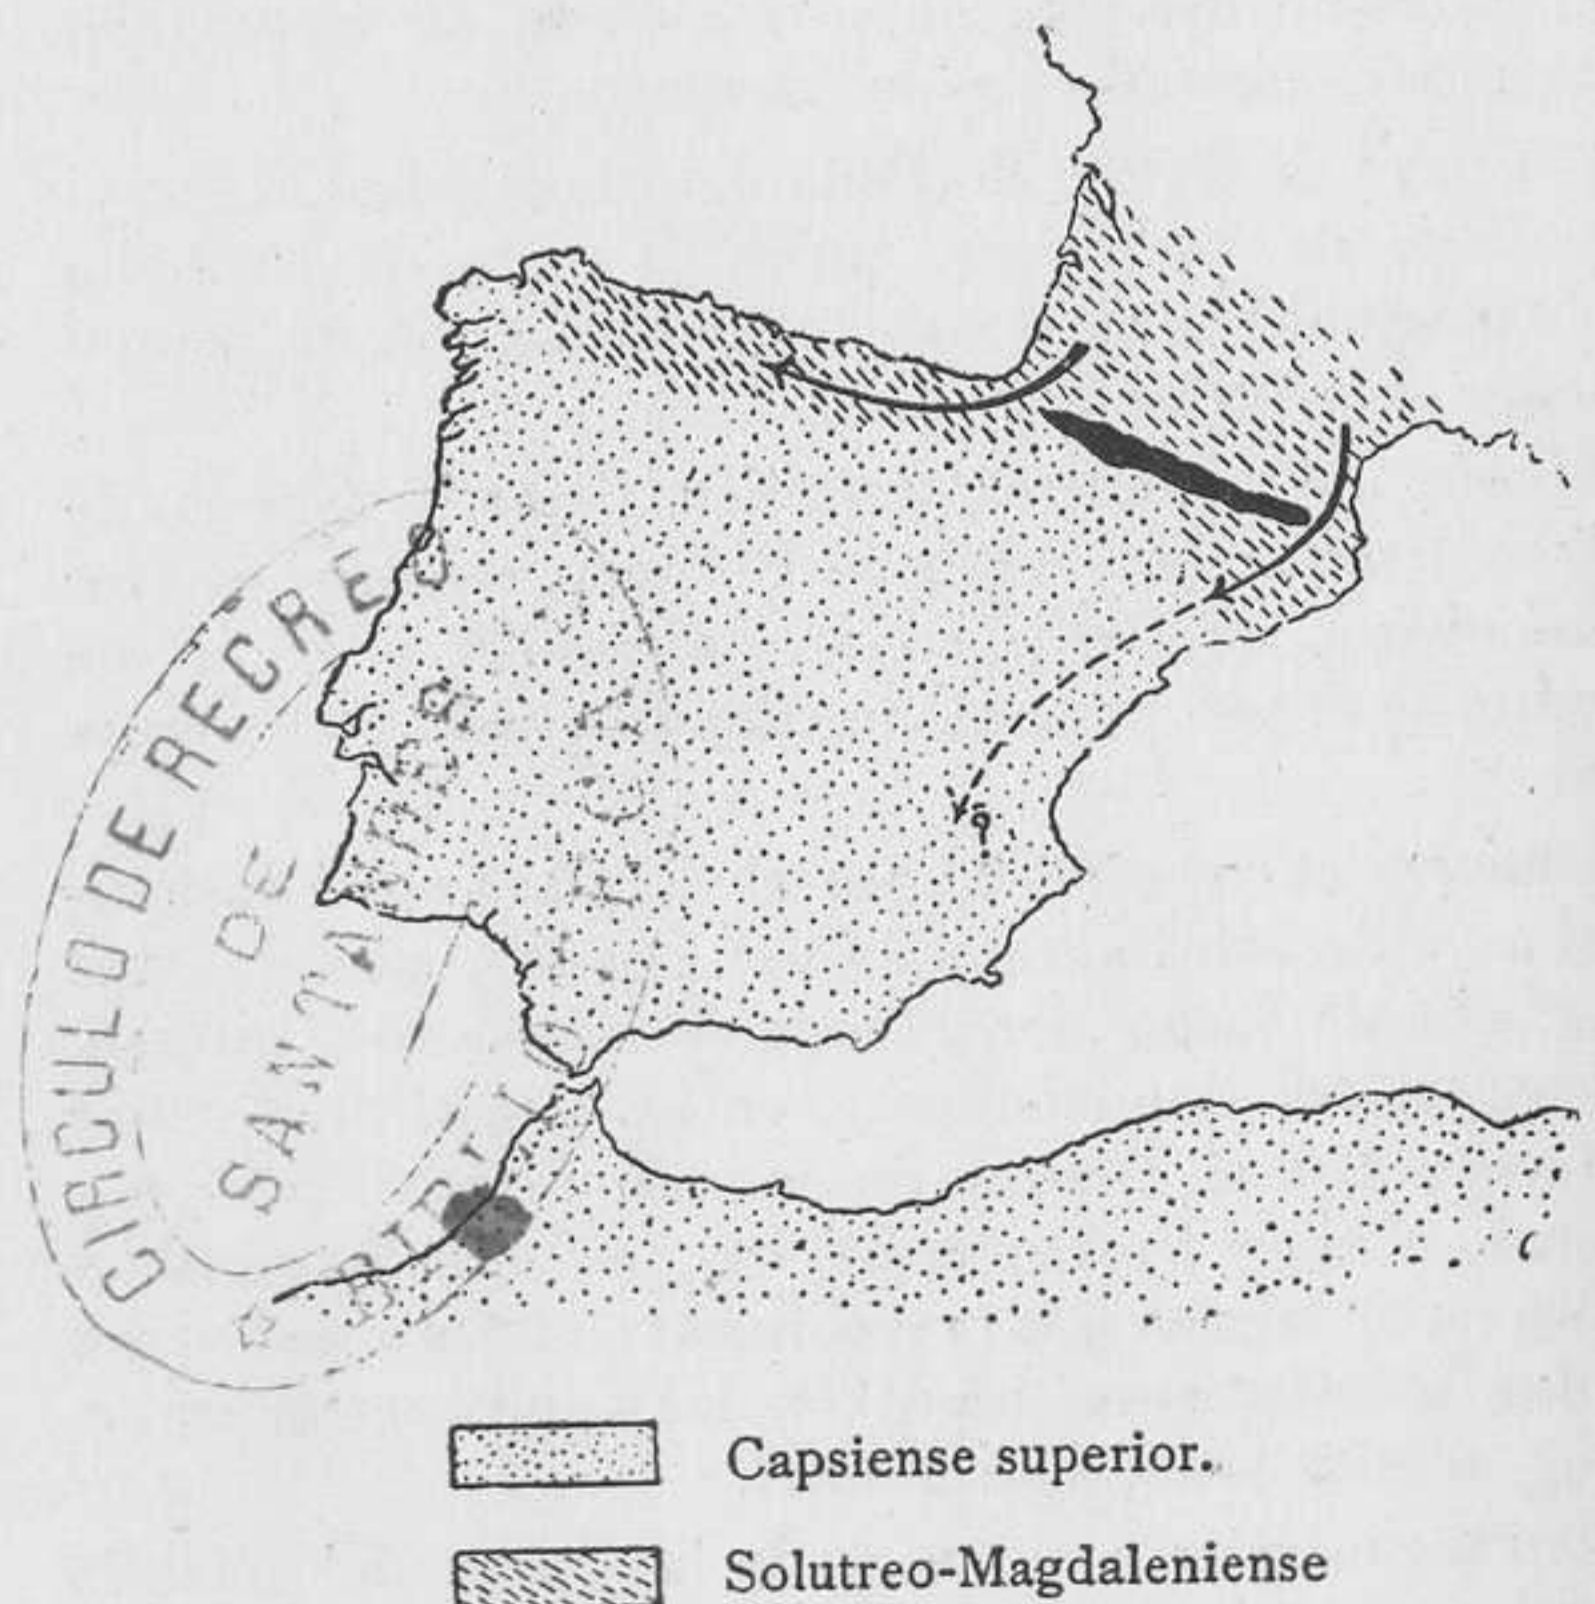 CIRCULO DE RECREO
DE
SANTANDER
?
Capsiense superior.
Solutreo-Magdaleniense